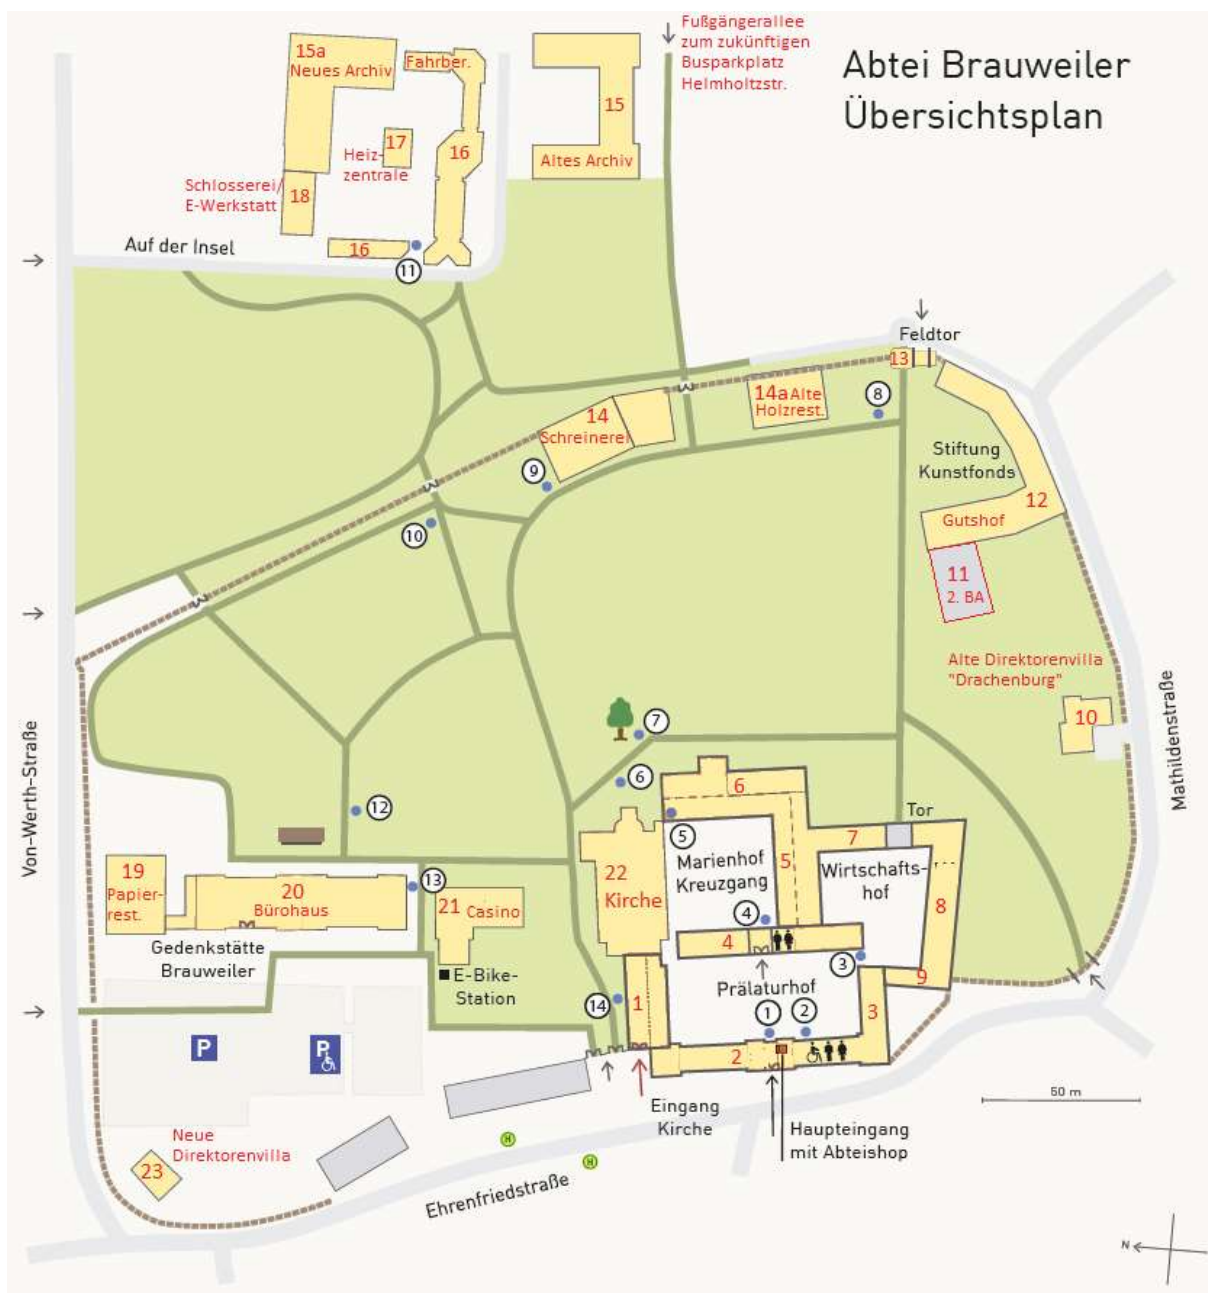 Fußgängerallee
zum zukünftigen
Busparkplatz
Helmholtzstr.
Abtei Brauweiler
Übersichtsplan
15a
Neues Archiv
Fahrber.
15
Altes Archiv
17
Heiz-
zentrale
16
Schlosserei/
E-Werkstatt
18
16
Auf der Insel
11
Feldtor
13
14
Schreinerei
14a Alte
Holzrest.
8
9
10
Stiftung
Kunstfonds
12
Gutshof
11
2. BA
Alte Direktorenvilla
"Drachenburg"
10
Mathildenstraße
Von-Werth-Straße
7
6
6
5
Marienhof
Kreuzgang
5
7
Tor
Wirtschafts-
hof
8
9
12
19
Papier-
rest.
20
Bürohaus
13
21 Casino
22
Kirche
4
4
3
Gedenkstätte
Brauweiler
E-Bike-
Station
Prälaturhof
14
1
1
2
3
2
P
P
Eingang
Kirche
Haupteingang
mit Abteishop
50 m
Neue
Direktorenvilla
23
H
H
Ehrenfriedstraße
N